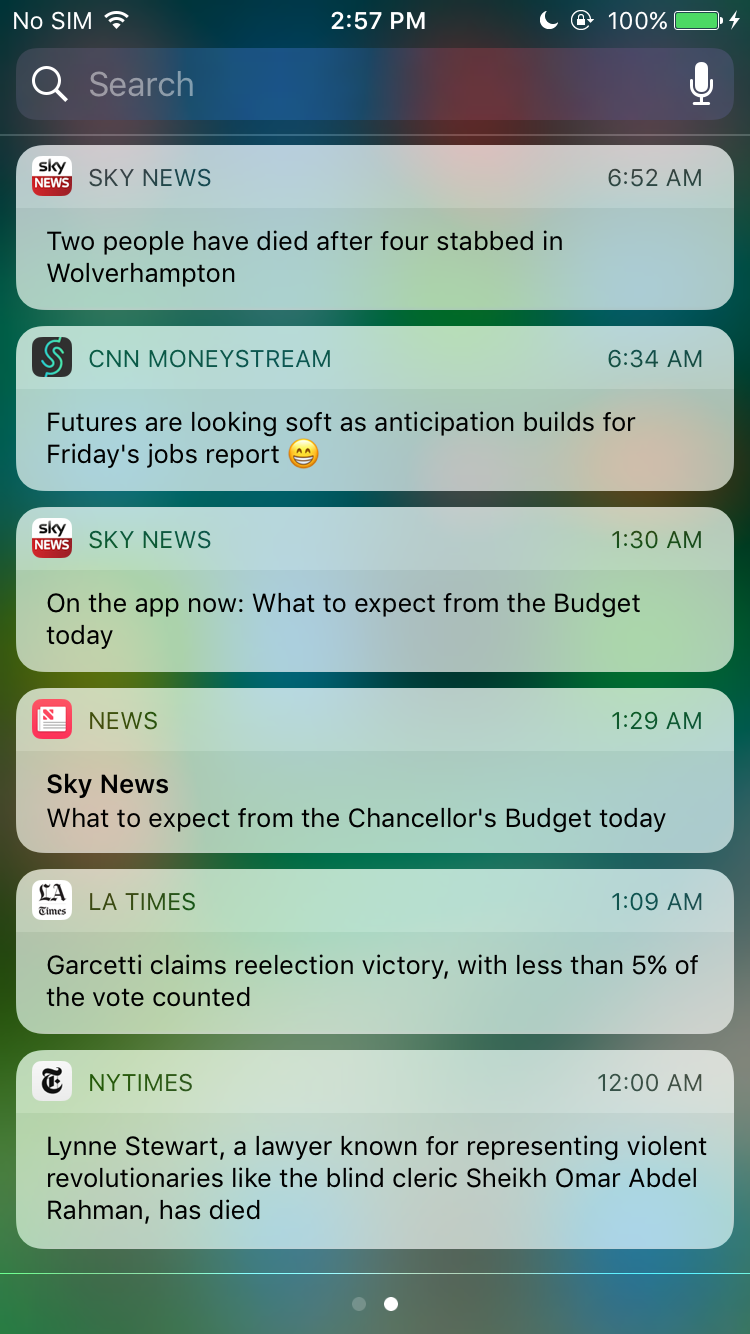 No SIM 2:57 PM 100%
Search
sky NEWS SKY NEWS 6:52 AM
Two people have died after four stabbed in
Wolverhampton
CNN MONEYSTREAM 6:34 AM
Futures are looking soft as anticipation builds for
Friday's jobs report 😁
sky NEWS SKY NEWS 1:30 AM
On the app now: What to expect from the Budget
today
NEWS 1:29 AM
Sky News
What to expect from the Chancellor's Budget today
LA Times LA TIMES 1:09 AM
Garcetti claims reelection victory, with less than 5% of
the vote counted
T NYTIMES 12:00 AM
Lynne Stewart, a lawyer known for representing violent
revolutionaries like the blind cleric Sheikh Omar Abdel
Rahman, has died